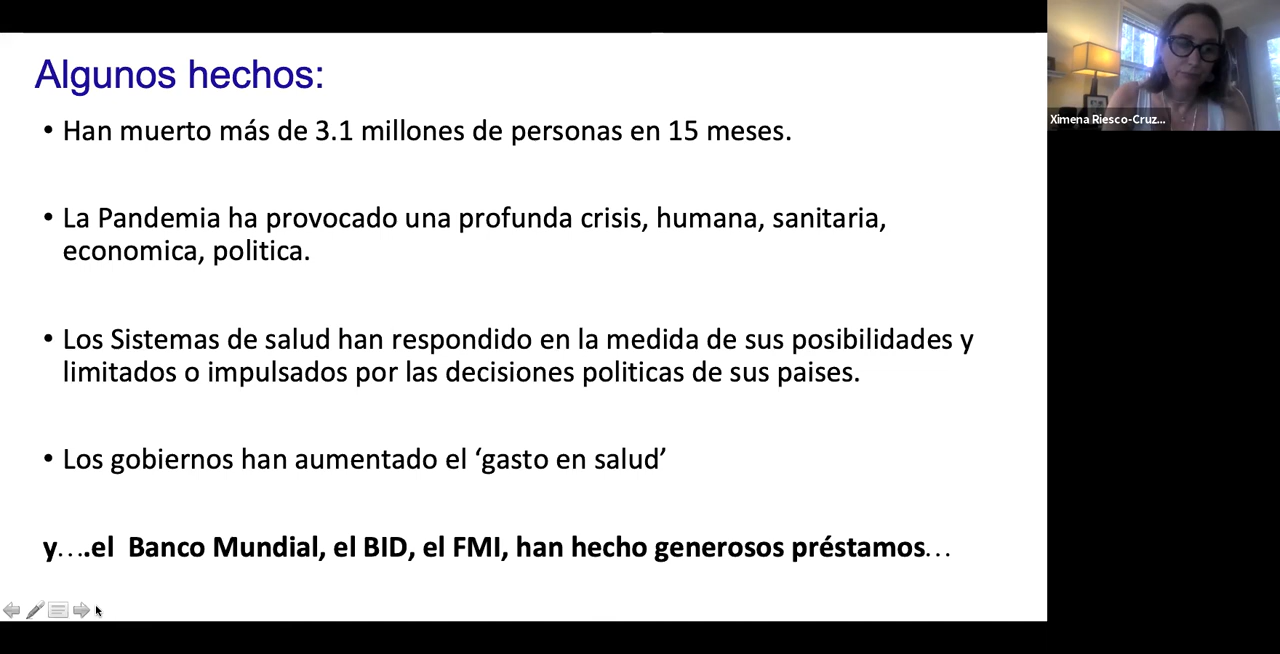 Algunos hechos:
• Han muerto más de 3.1 millones de personas en 15 meses.
• La Pandemia ha provocado una profunda crisis, humana, sanitaria,
economica, politica.
• Los Sistemas de salud han respondido en la medida de sus posibilidades y
limitados o impulsados por las decisiones politicas de sus paises.
• Los gobiernos han aumentado el ‘gasto en salud’
y….el  Banco Mundial, el BID, el FMI, han hecho generosos préstamos…
Ximena Riesco-Cruz...